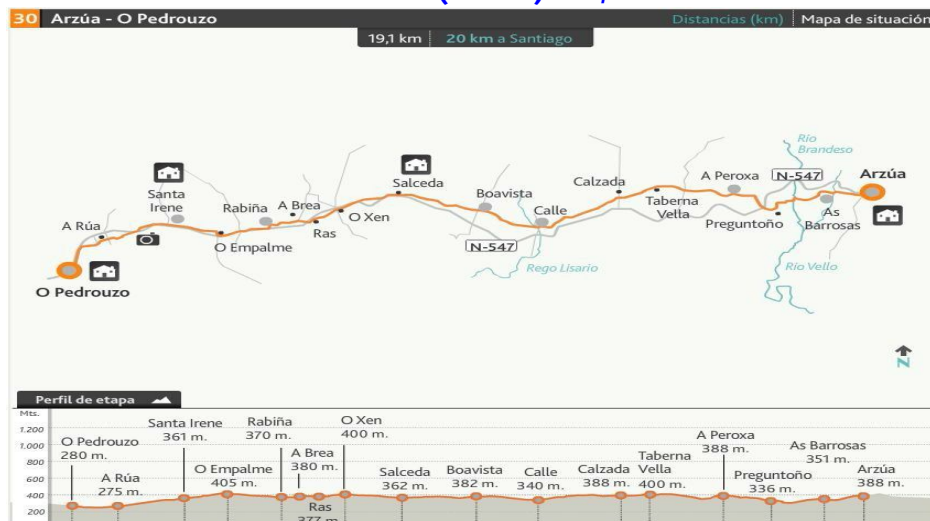 30 Arzúa - O Pedrouzo
Distancias (km) Mapa de situación
19,1 km 20 km a Santiago
Río
Brandeso
Salceda
A Peroxa
N-547
Arzúa
Santa
Irene
Rabiña
A Brea
Boavista
Calzada
A Rúa
O Xen
Calle
Taberna
Vella
As
Barrosas
Ras
Preguntoño
O Empalme
N-547
Rego Lisario
Río Vello
O Pedrouzo
N
Perfil de etapa
Mts.
1.200
1.000
800
600
400
200
O Pedrouzo
280 m.
A Rúa
275 m.
Santa Irene
361 m.
O Empalme
405 m.
Rabiña
370 m.
A Brea
380 m.
Ras
377 m.
O Xen
400 m.
Salceda
362 m.
Boavista
382 m.
Calle
340 m.
Calzada
388 m.
Taberna
Vella
400 m.
A Peroxa
388 m.
Preguntoño
336 m.
As Barrosas
351 m.
Arzúa
388 m.